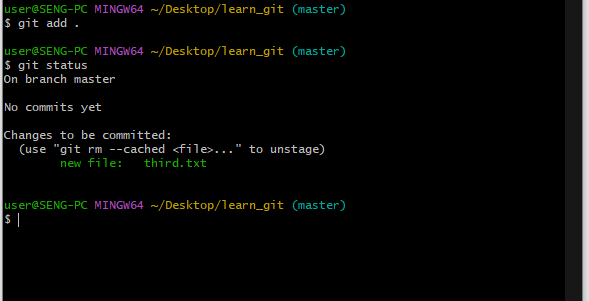 user@SENG-PC MINGW64 ~/Desktop/learn_git (master)
$ git add .
user@SENG-PC MINGW64 ~/Desktop/learn_git (master)
$ git status
On branch master
No commits yet
Changes to be committed:
(use "git rm --cached <file>..." to unstage)
new file:   third.txt
user@SENG-PC MINGW64 ~/Desktop/learn_git (master)
$